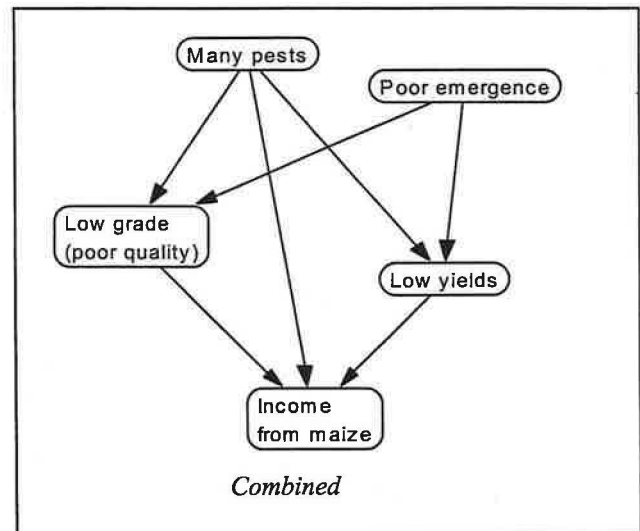 Many pests
Poor emergence
Low grade
(poor quality)
Low yields
Income
from maize
Combined